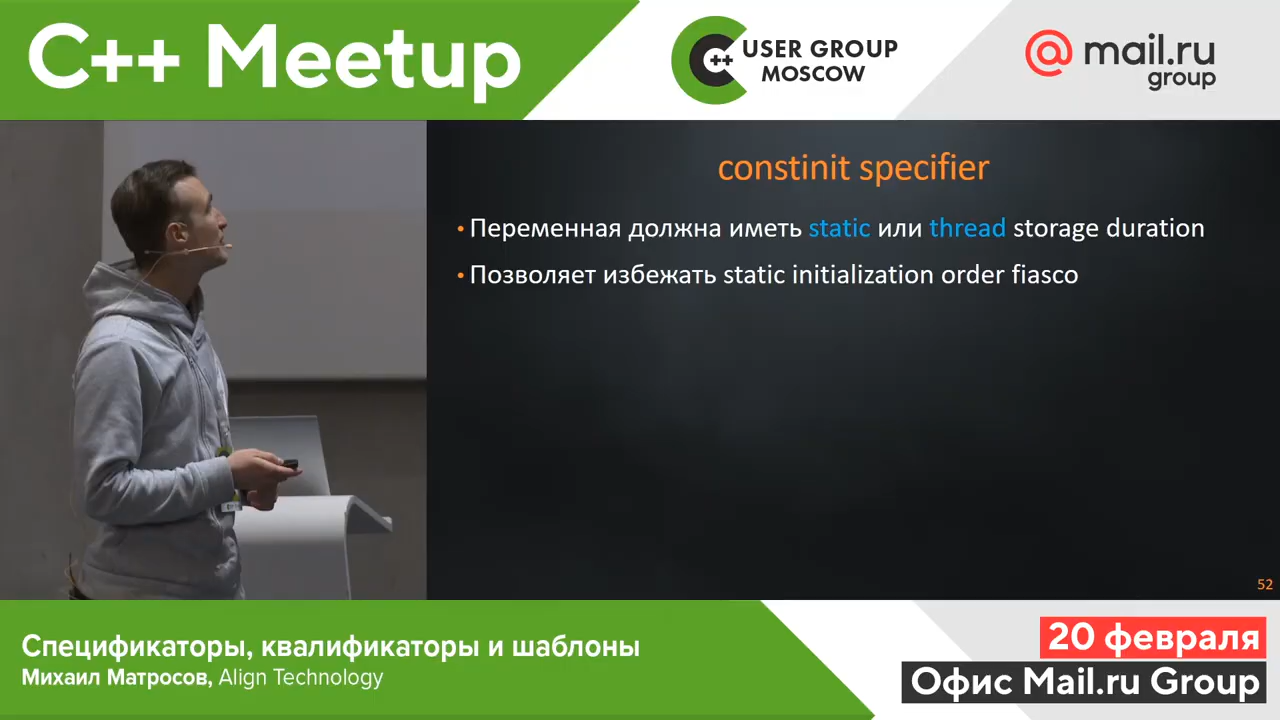 C++ Meetup
C++
USER GROUP
MOSCOW
@mail.ru
group
constinit specifier
• Переменная должна иметь static или thread storage duration
• Позволяет избежать static initialization order fiasco
52
Спецификаторы, квалификаторы и шаблоны
Михаил Матросов, Align Technology
20 февраля
Офис Mail.ru Group